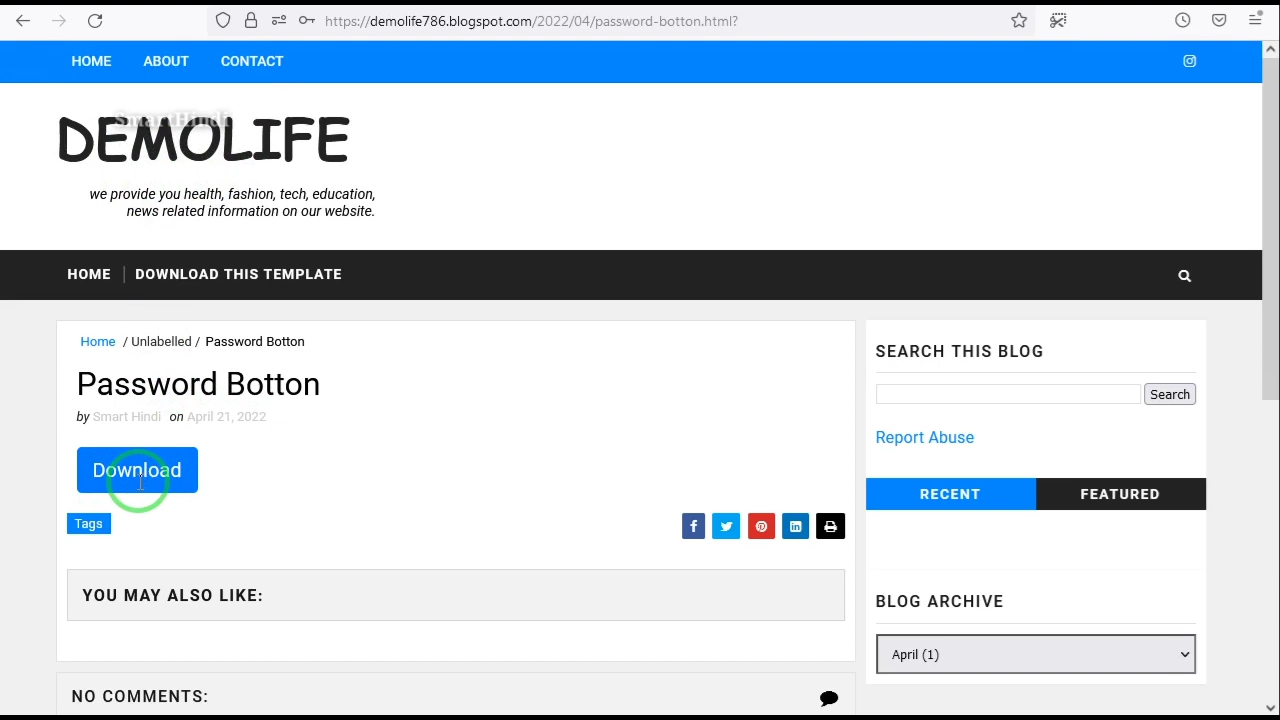 https://demolife786.blogspot.com/2022/04/password-botton.html?
HOME ABOUT CONTACT
SmartHindi
DEMOLIFE
we provide you health, fashion, tech, education,
news related information on our website.
HOME DOWNLOAD THIS TEMPLATE
Home / Unlabelled / Password Botton
Password Botton
by Smart Hindi on April 21, 2022
Download
Tags
YOU MAY ALSO LIKE:
NO COMMENTS:
SEARCH THIS BLOG
Search
Report Abuse
RECENT FEATURED
BLOG ARCHIVE
April (1)